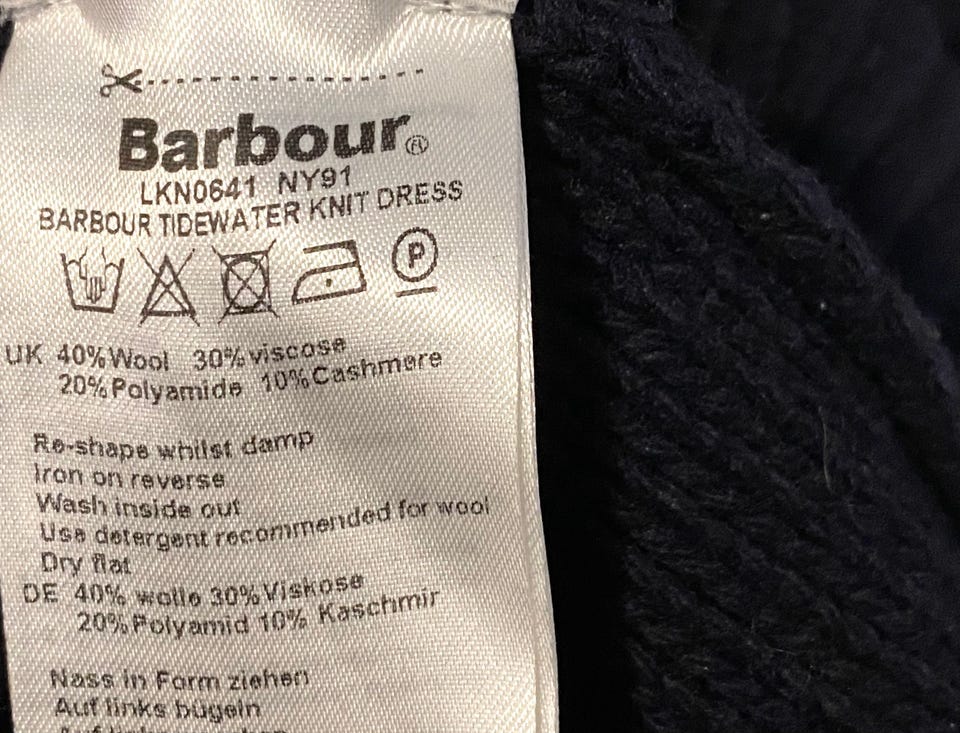 Barbour®
LKN0641 NY91
BARBOUR TIDEWATER KNIT DRESS
P
UK 40% Wool 30% viscose
20% Polyamide 10% Cashmere
Re-shape whilst damp
Iron on reverse
Wash inside out
Use detergent recommended for wool
Dry flat
DE 40% wolle 30% Viskose
20% Polyamid 10% Kaschmir
Nass in Form ziehen
Auf links bügeln